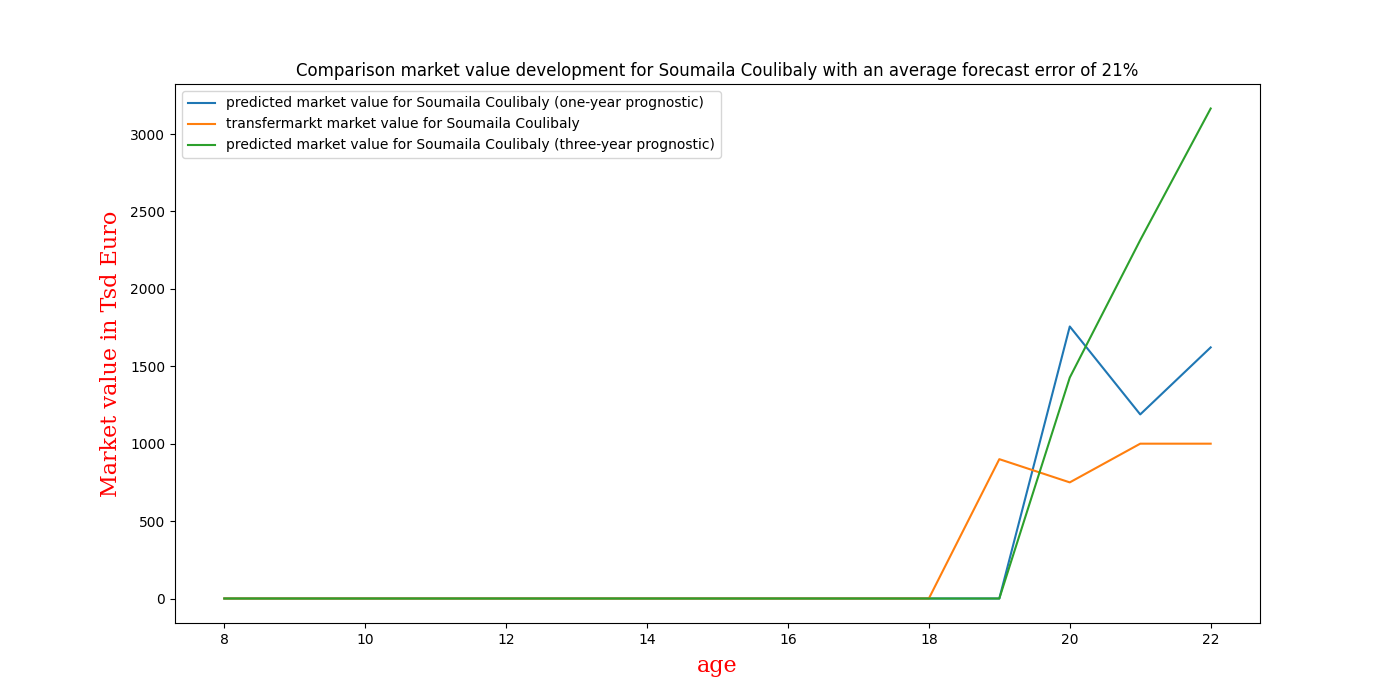 Comparison market value development for Soumaila Coulibaly with an average forecast error of 21%
predicted market value for Soumaila Coulibaly (one-year prognostic)
transfermarkt market value for Soumaila Coulibaly
predicted market value for Soumaila Coulibaly (three-year prognostic)
Market value in Tsd Euro
3000
2500
2000
1500
1000
500
0
8 10 12 14 16 18 20 22
age